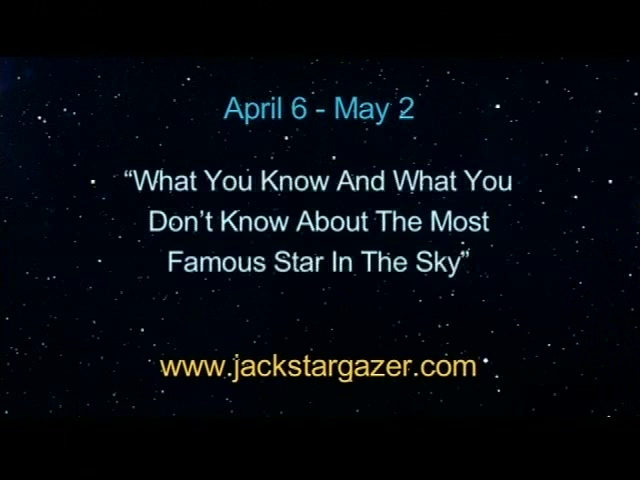 April 6 - May 2
“What You Know And What You
Don’t Know About The Most
Famous Star In The Sky”
www.jackstargazer.com